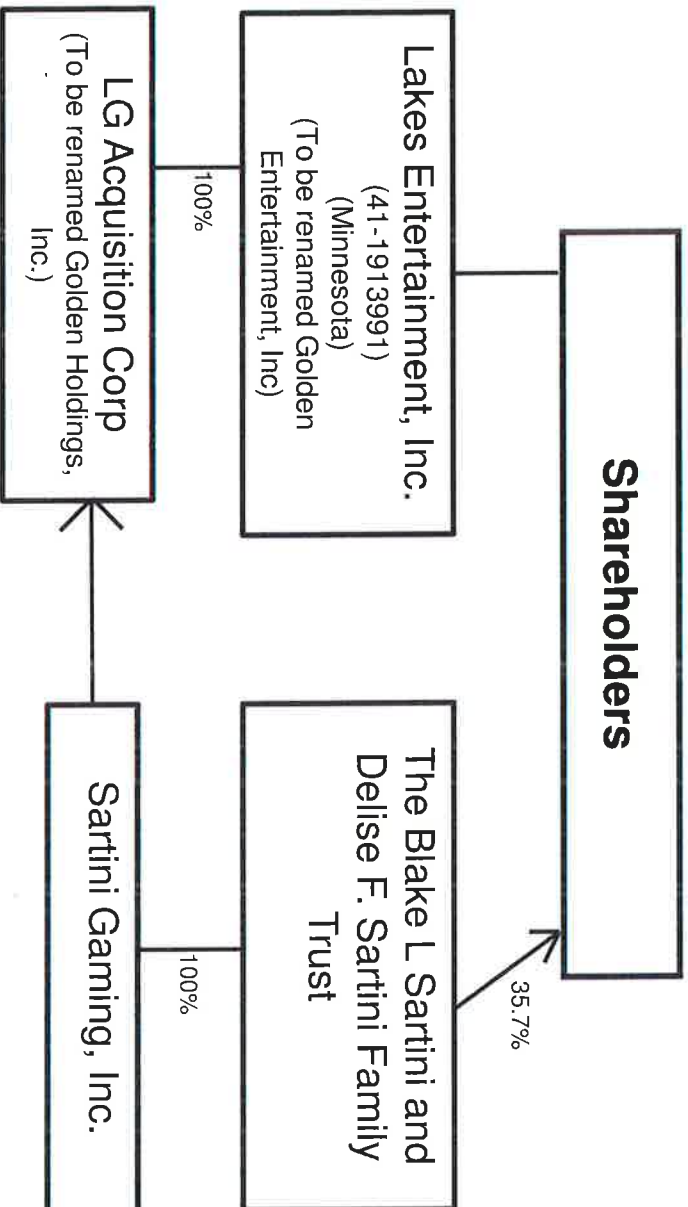 Shareholders
Lakes Entertainment, Inc.
(41-1913991)
(Minnesota)
(To be renamed Golden
Entertainment, Inc)
The Blake L Sartini and
Delise F. Sartini Family
Trust
35.7%
100%
100%
LG Acquisition Corp
(To be renamed Golden Holdings,
Inc.)
Sartini Gaming, Inc.